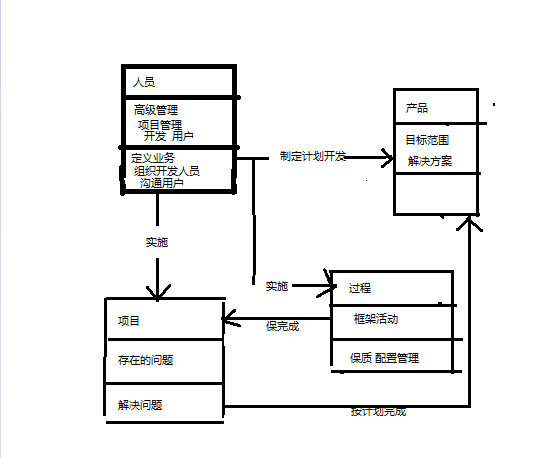 人员
高级管理
项目管理
开发 用户
定义业务
组织开发人员
沟通用户
制定计划开发
产品
目标范围
解决方案
实施
实施
过程
框架活动
保质 配置管理
保完成
项目
存在的问题
解决问题
按计划完成